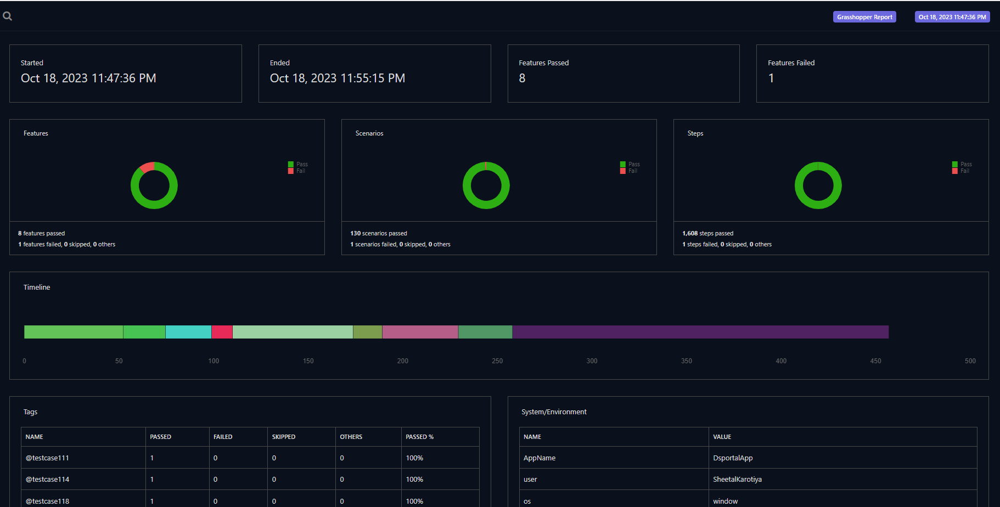 Grasshopper Report
Oct 18, 2023 11:47:36 PM
Started
Oct 18, 2023 11:47:36 PM
Ended
Oct 18, 2023 11:55:15 PM
Features Passed
8
Features Failed
1
Features
Pass
Fail
8 features passed
1 features failed, 0 skipped, 0 others
Scenarios
Pass
Fail
130 scenarios passed
1 scenarios failed, 0 skipped, 0 others
Steps
Pass
Fail
1,608 steps passed
1 steps failed, 0 skipped, 0 others
Timeline
0 50 100 150 200 250 300 350 400 450 500
Tags
NAME PASSED FAILED SKIPPED OTHERS PASSED %
@testcase111 1 0 0 0 100%
@testcase114 1 0 0 0 100%
@testcase118 1 0 0 0 100%
System/Environment
NAME VALUE
AppName DsportalApp
user SheetalKarotiya
os window